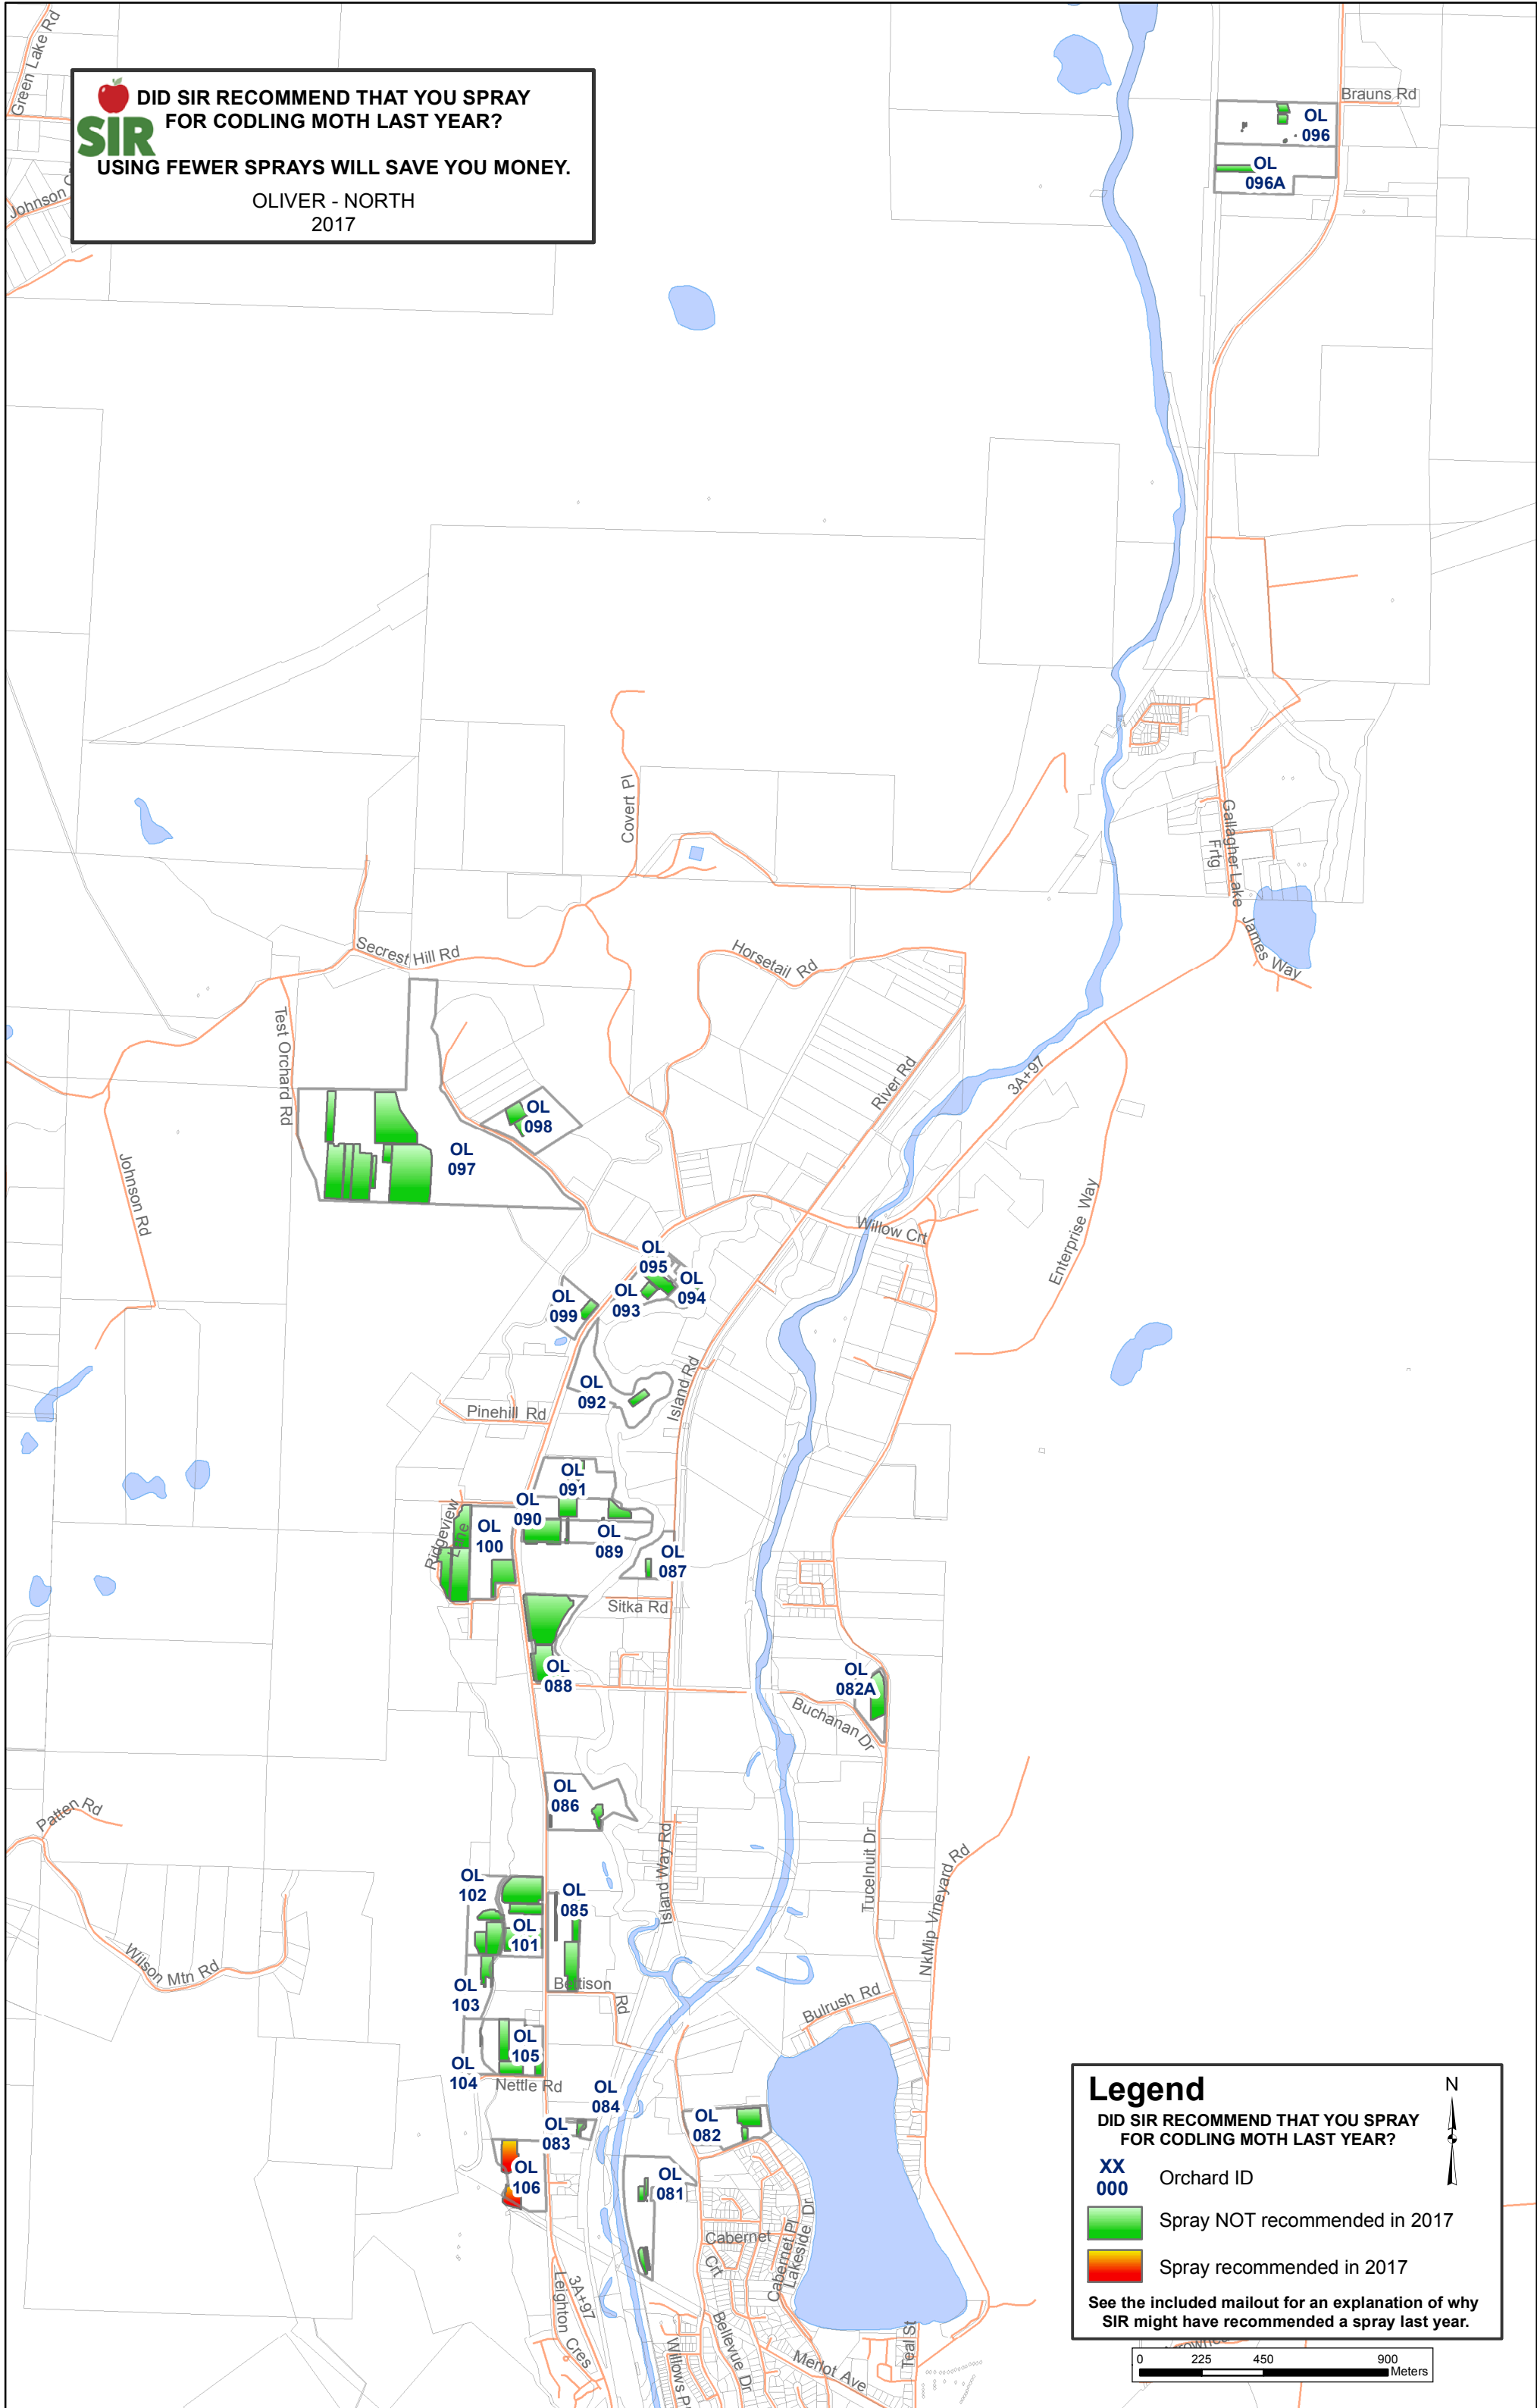 Green Lake Rd
SIR
DID SIR RECOMMEND THAT YOU SPRAY
FOR CODLING MOTH LAST YEAR?
USING FEWER SPRAYS WILL SAVE YOU MONEY.
OLIVER - NORTH
2017
Johnson
Brauns Rd
OL
096
OL
096A
Covert Pl
Gallagher Lake
Frtg
James Way
Secrest Hill Rd
Horsetail Rd
Test Orchard Rd
River Rd
3A+97
OL
098
OL
097
Johnson Rd
Willow Crt
Enterprise Way
OL
095
OL
094
OL
093
OL
099
OL
092
Island Rd
Pinehill Rd
OL
091
OL
090
Ridgeview
Lane
OL
100
OL
089
OL
087
Sitka Rd
OL
088
OL
082A
Buchanan Dr
OL
086
Patten Rd
Island Way Rd
Tucelnuit Dr
NkMip Vineyard Rd
OL
102
OL
085
OL
101
Wilson Mtn Rd
OL
103
Bettison
Rd
Bulrush Rd
OL
105
OL
104
Nettle Rd
OL
084
OL
083
OL
082
OL
106
OL
081
Cabernet
Crt
Cabernet Pl
Lakeside Dr
3A+97
Leighton Cres
Bellevue Dr
Willows
Merlot Ave
Teal St
Legend
N
DID SIR RECOMMEND THAT YOU SPRAY
FOR CODLING MOTH LAST YEAR?
XX
000
Orchard ID
Spray NOT recommended in 2017
Spray recommended in 2017
See the included mailout for an explanation of why
SIR might have recommended a spray last year.
0 225 450 900
Meters